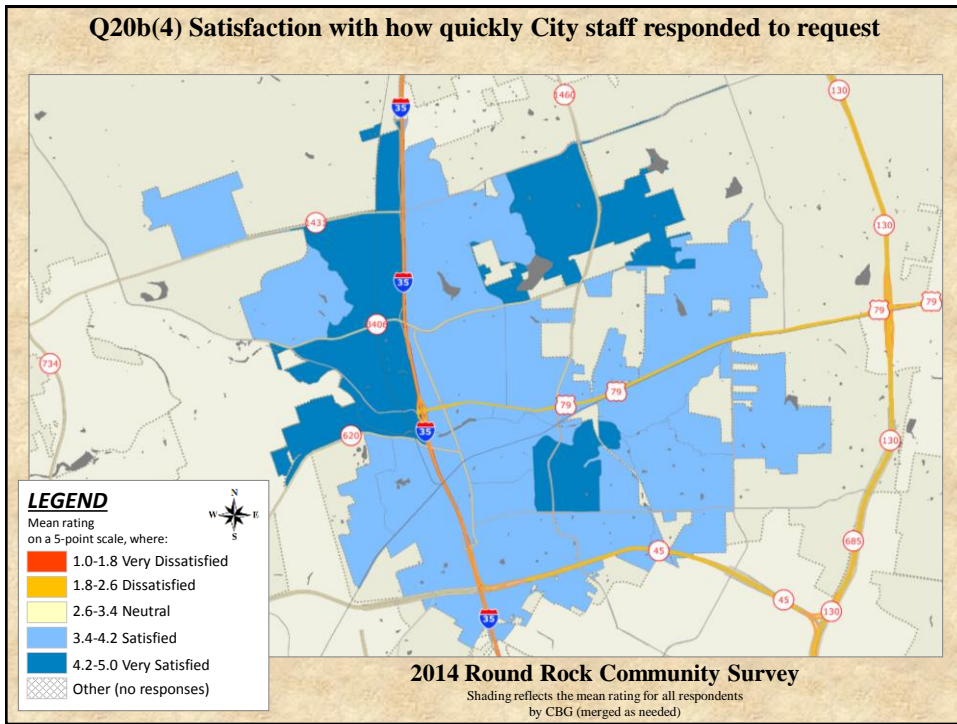 Q20b(4) Satisfaction with how quickly City staff responded to request
35
1460
130
1431
130
35
79
79
3406
734
79
79
35
620
130
LEGEND
N
W E
S
Mean rating
on a 5-point scale, where:
1.0-1.8 Very Dissatisfied
1.8-2.6 Dissatisfied
2.6-3.4 Neutral
3.4-4.2 Satisfied
4.2-5.0 Very Satisfied
Other (no responses)
685
45
45
130
35
2014 Round Rock Community Survey
Shading reflects the mean rating for all respondents
by CBG (merged as needed)